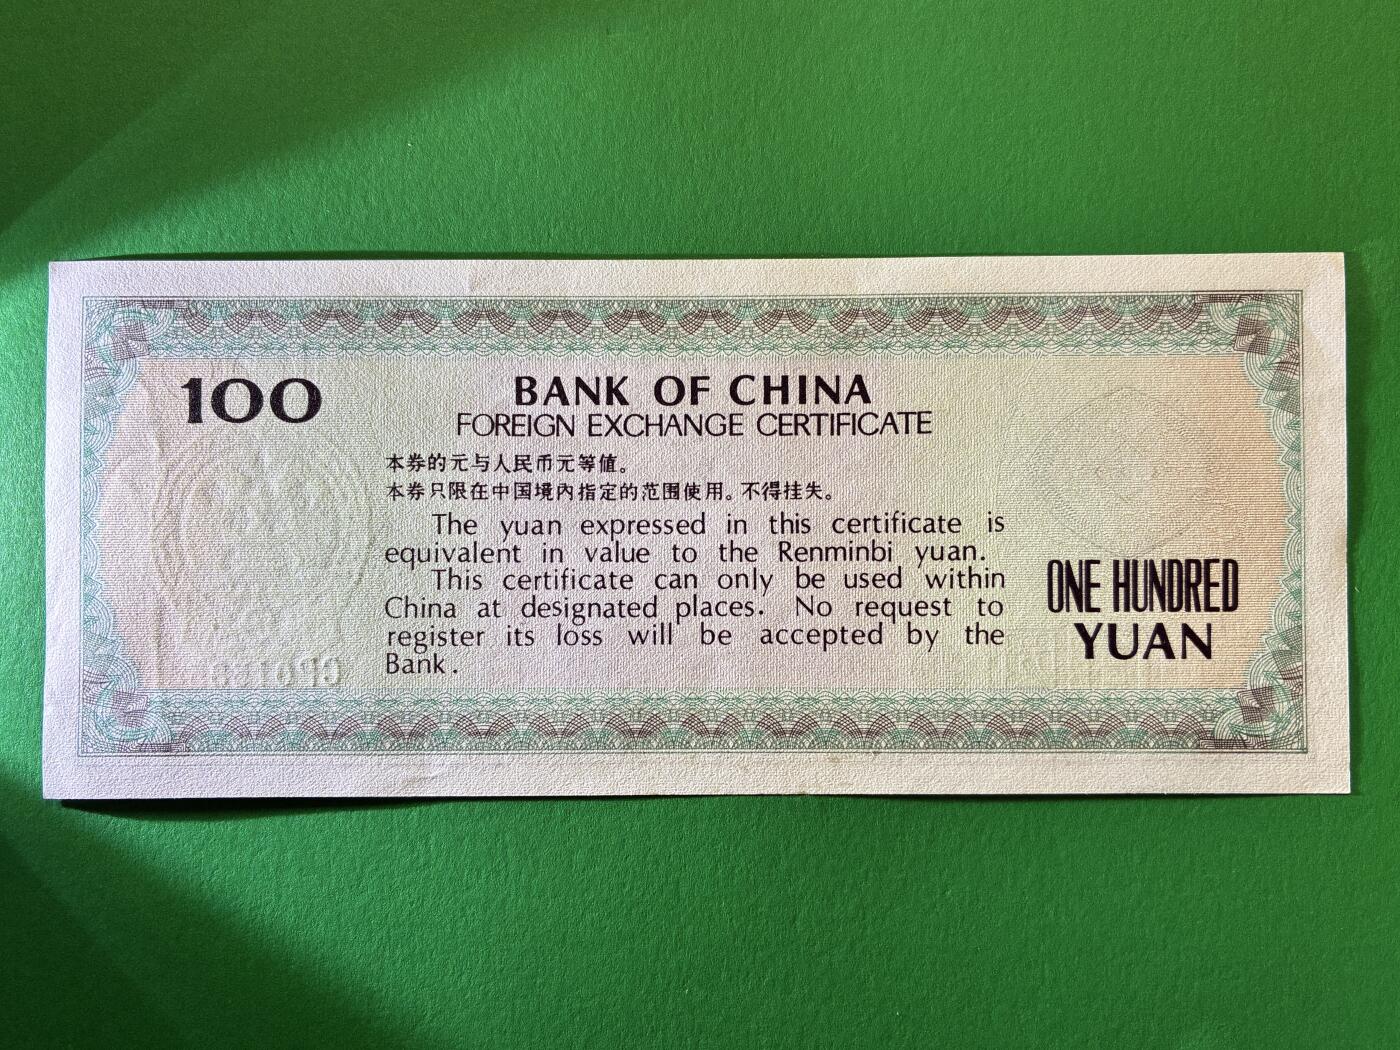 100
BANK OF CHINA
FOREIGN EXCHANGE CERTIFICATE
本券的元与人民币元等值。
本券只限在中国境内指定的范围使用。不得挂失。
The yuan expressed in this certificate is
equivalent in value to the Renminbi yuan.
This certificate can only be used within
China at designated places. No request to
register its loss will be accepted by the
Bank.
ONE HUNDRED
YUAN